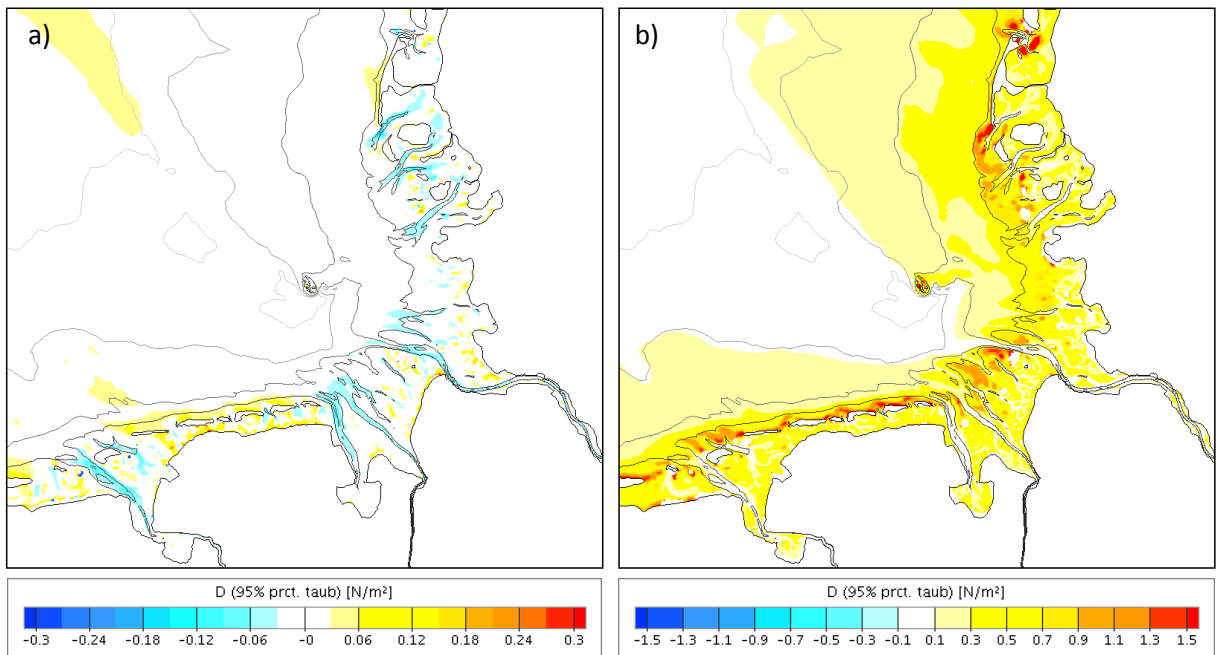 a)
b)
D (95% prct. taub) [N/m²]
-0.3 -0.24 -0.18 -0.12 -0.06 -0 0.06 0.12 0.18 0.24 0.3
D (95% prct. taub) [N/m²]
-1.5 -1.3 -1.1 -0.9 -0.7 -0.5 -0.3 -0.1 0.1 0.3 0.5 0.7 0.9 1.1 1.3 1.5